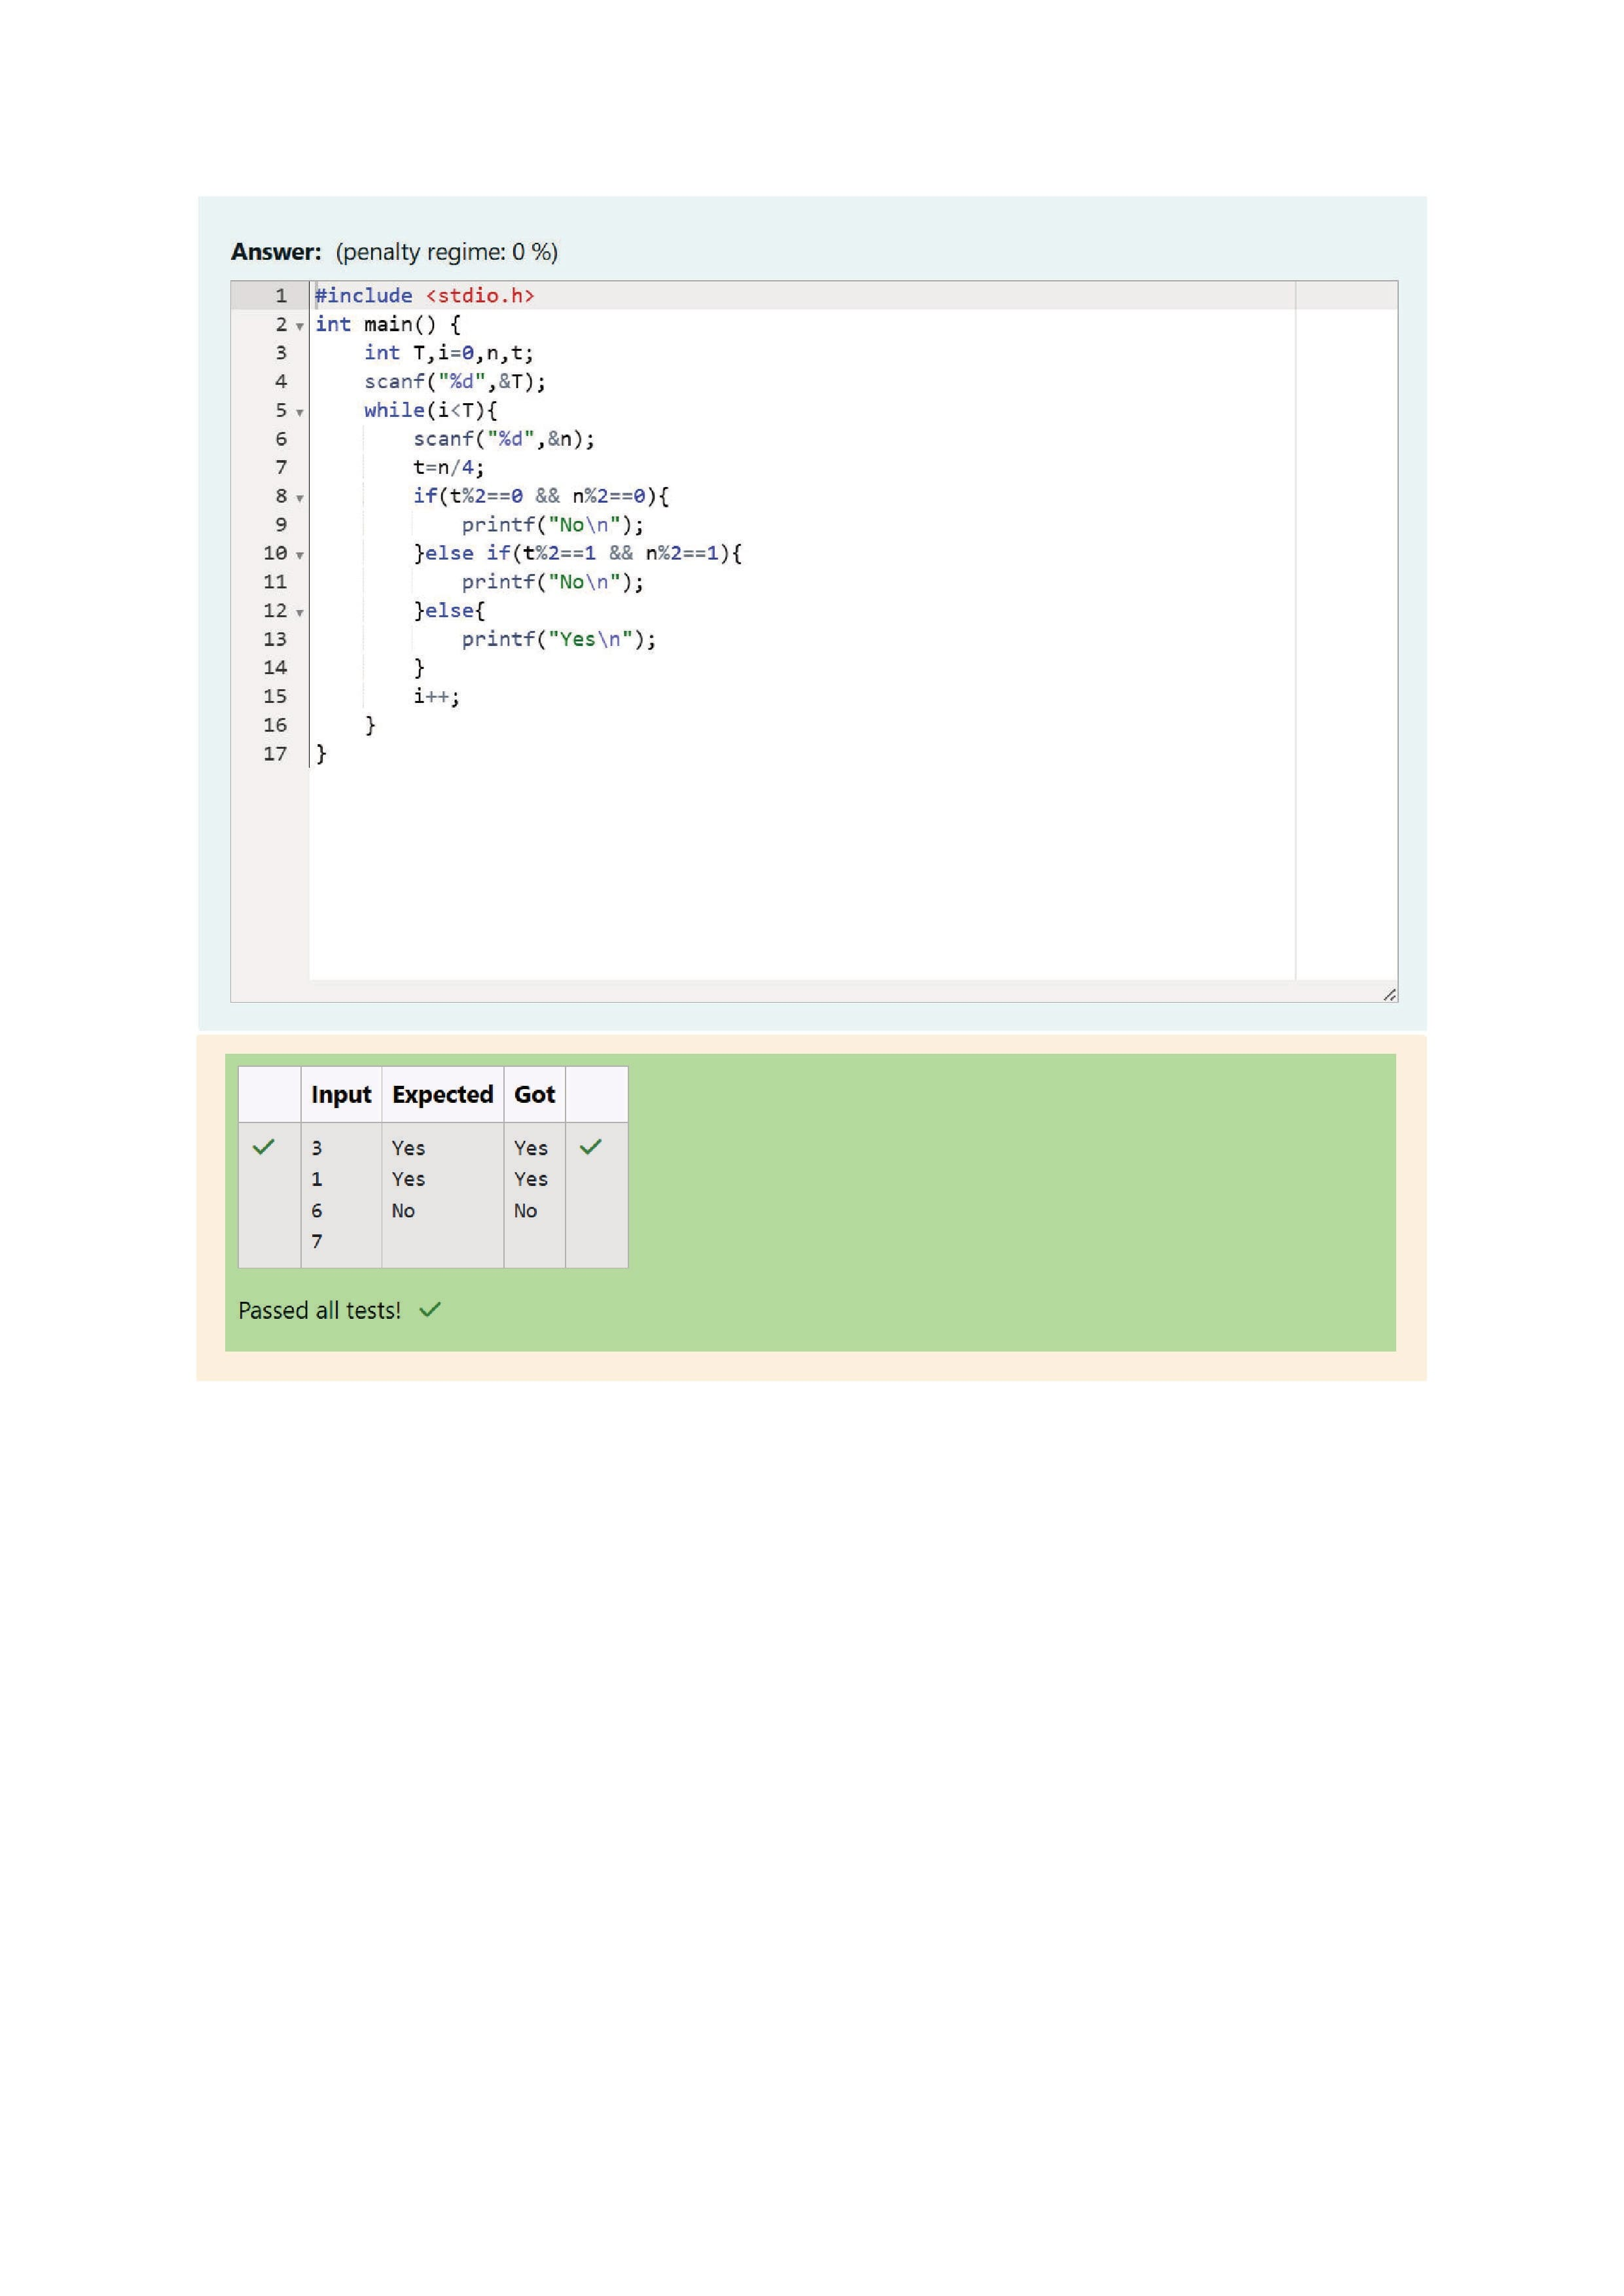 Answer: (penalty regime: 0 %)
1 #include <stdio.h>
2 int main() {
3     int T,i=0,n,t;
4     scanf("%d",&T);
5     while(i<T){
6         scanf("%d",&n);
7         t=n/4;
8         if(t%2==0 && n%2==0){
9             printf("No\n");
10         }else if(t%2==1 && n%2==1){
11             printf("No\n");
12         }else{
13             printf("Yes\n");
14         }
15         i++;
16     }
17 }
Input Expected Got
3 Yes Yes
1 Yes Yes
6 No No
7
Passed all tests!